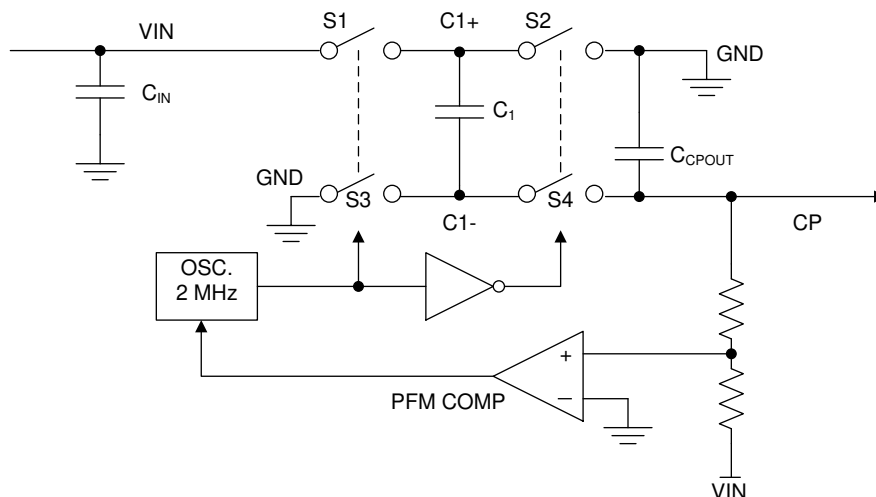 VIN
S1
C1+
S2
GND
CIN
C1
CCPOUT
GND
S3
C1-
S4
CP
OSC.
2 MHz
+
−
PFM COMP
VIN